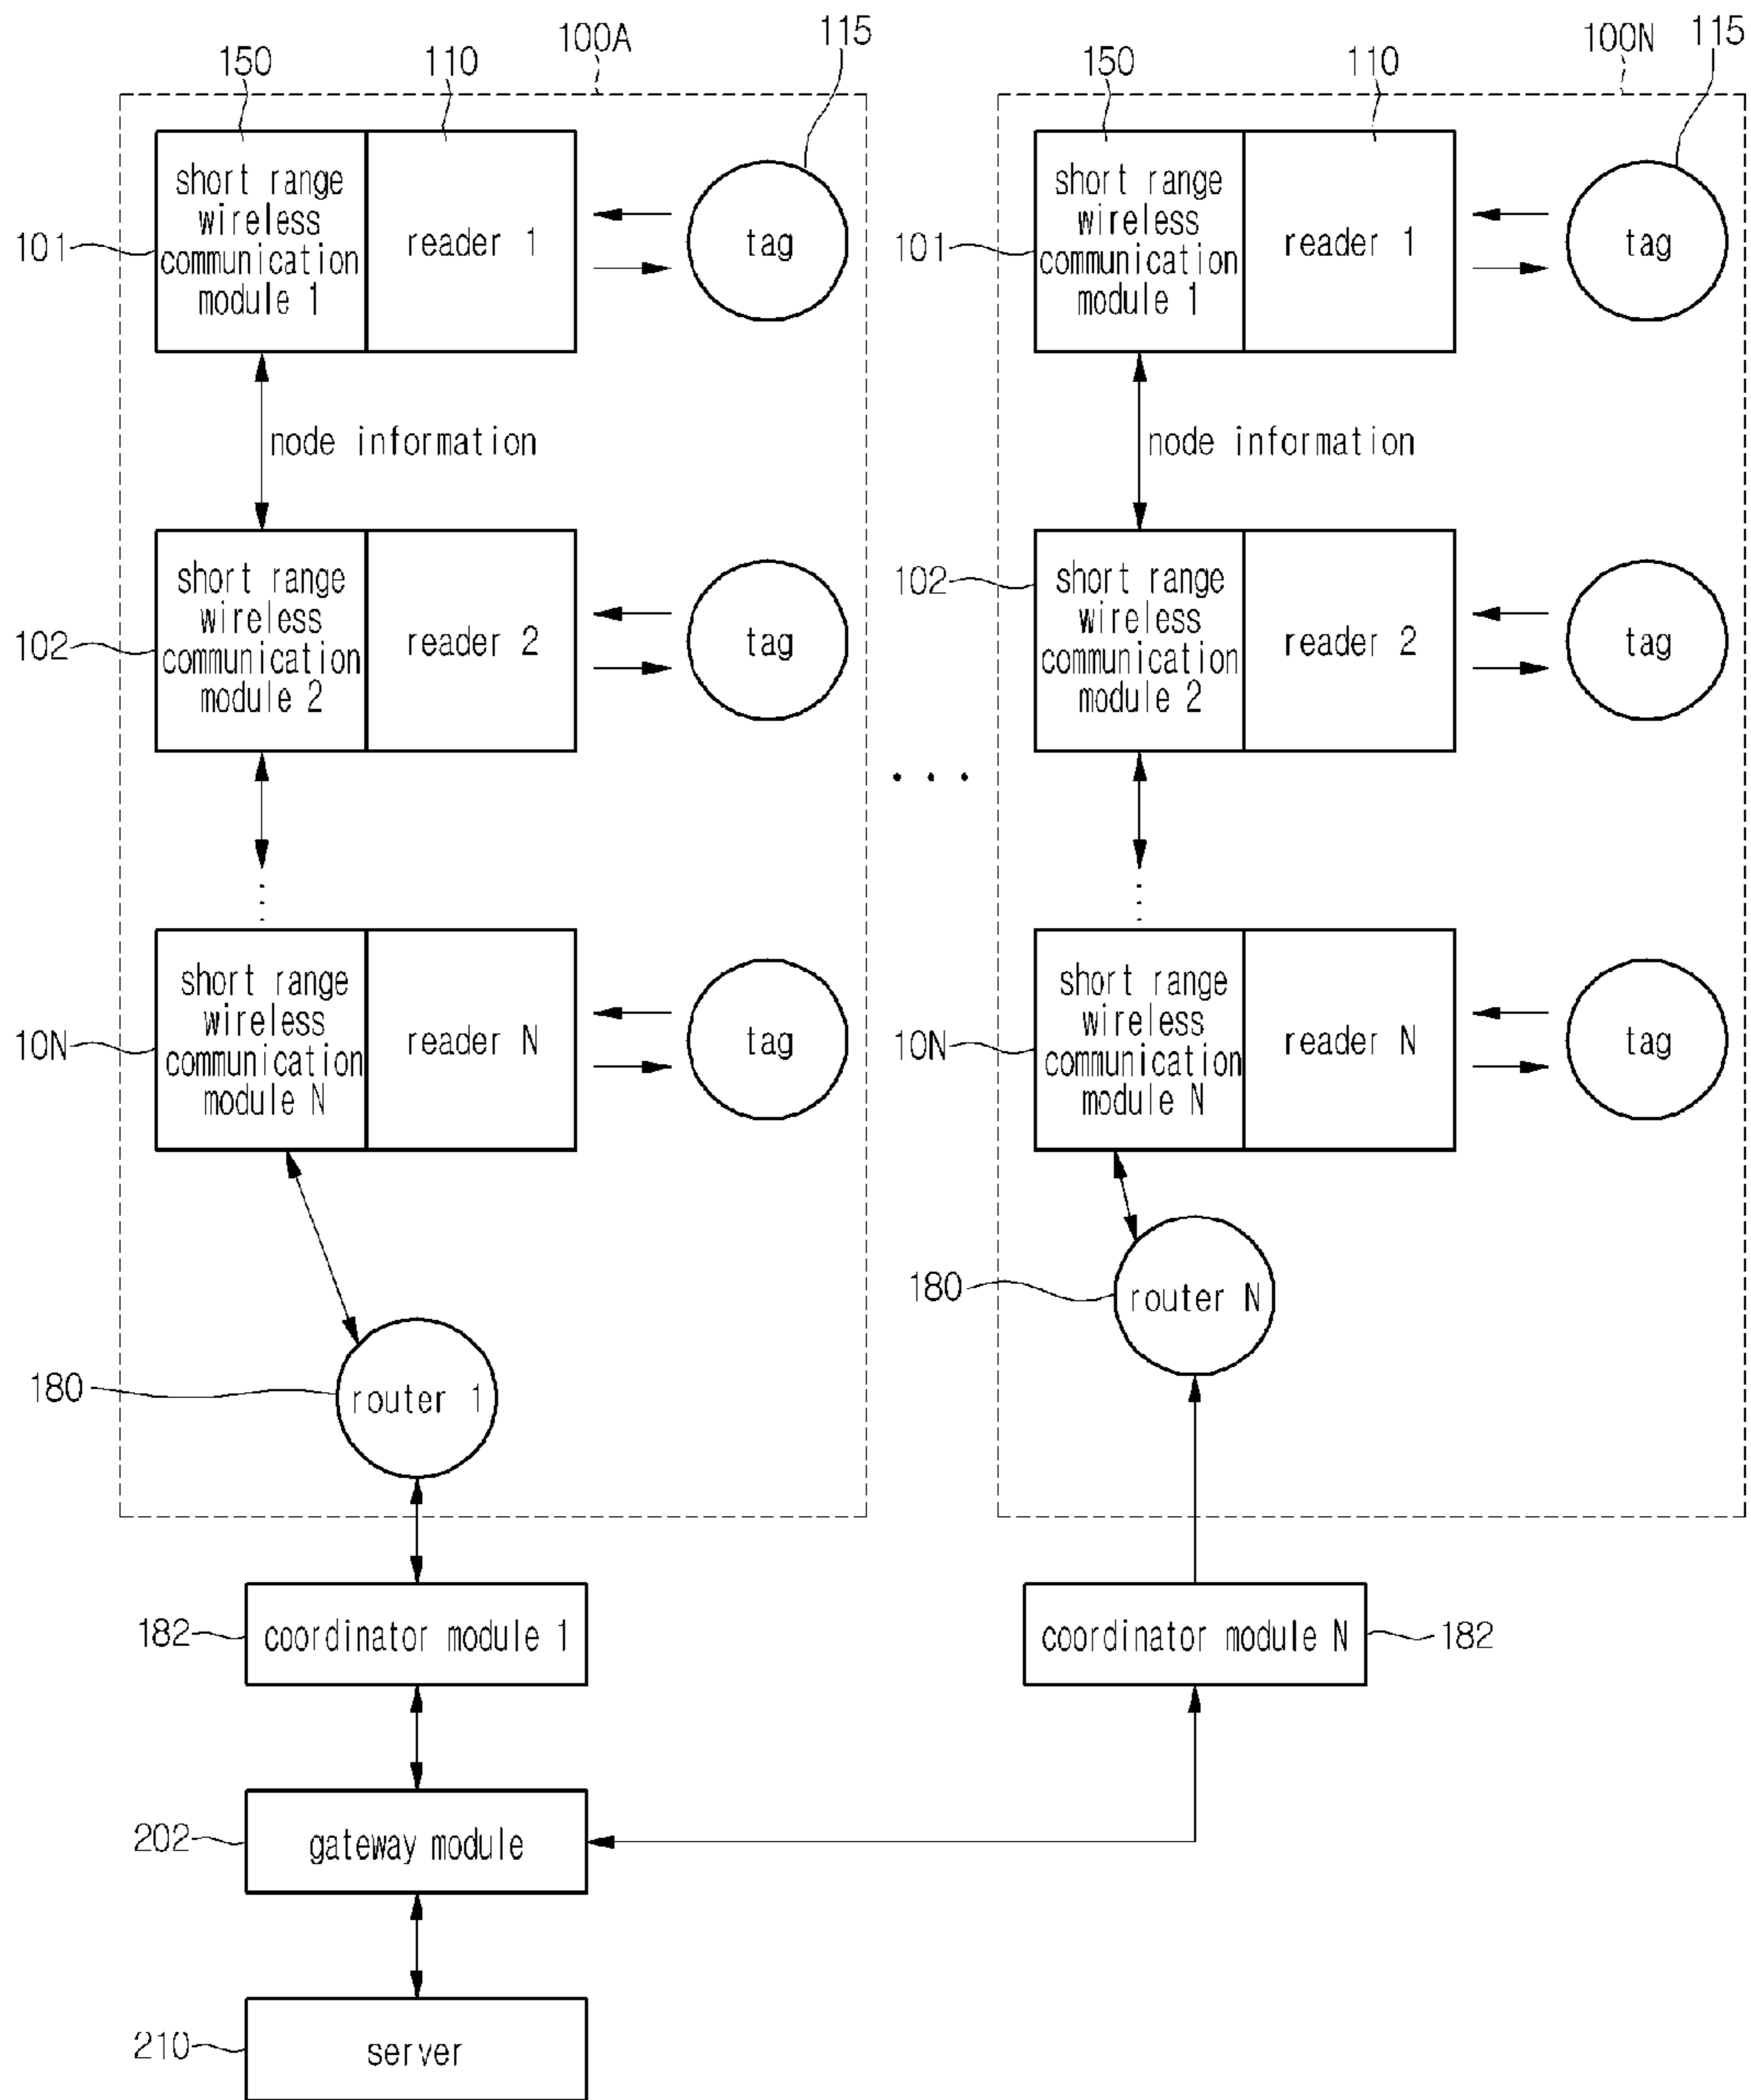 100A
115
150
110
short range
wireless
communication
module 1
reader 1
tag
101
node information
short range
wireless
communication
module 2
reader 2
tag
102
short range
wireless
communication
module N
reader N
tag
10N
router 1
180
100N
115
150
110
short range
wireless
communication
module 1
reader 1
tag
101
node information
102
short range
wireless
communication
module 2
reader 2
tag
short range
wireless
communication
module N
reader N
tag
10N
180
router N
182
coordinator module 1
coordinator module N
182
202
gateway module
210
server